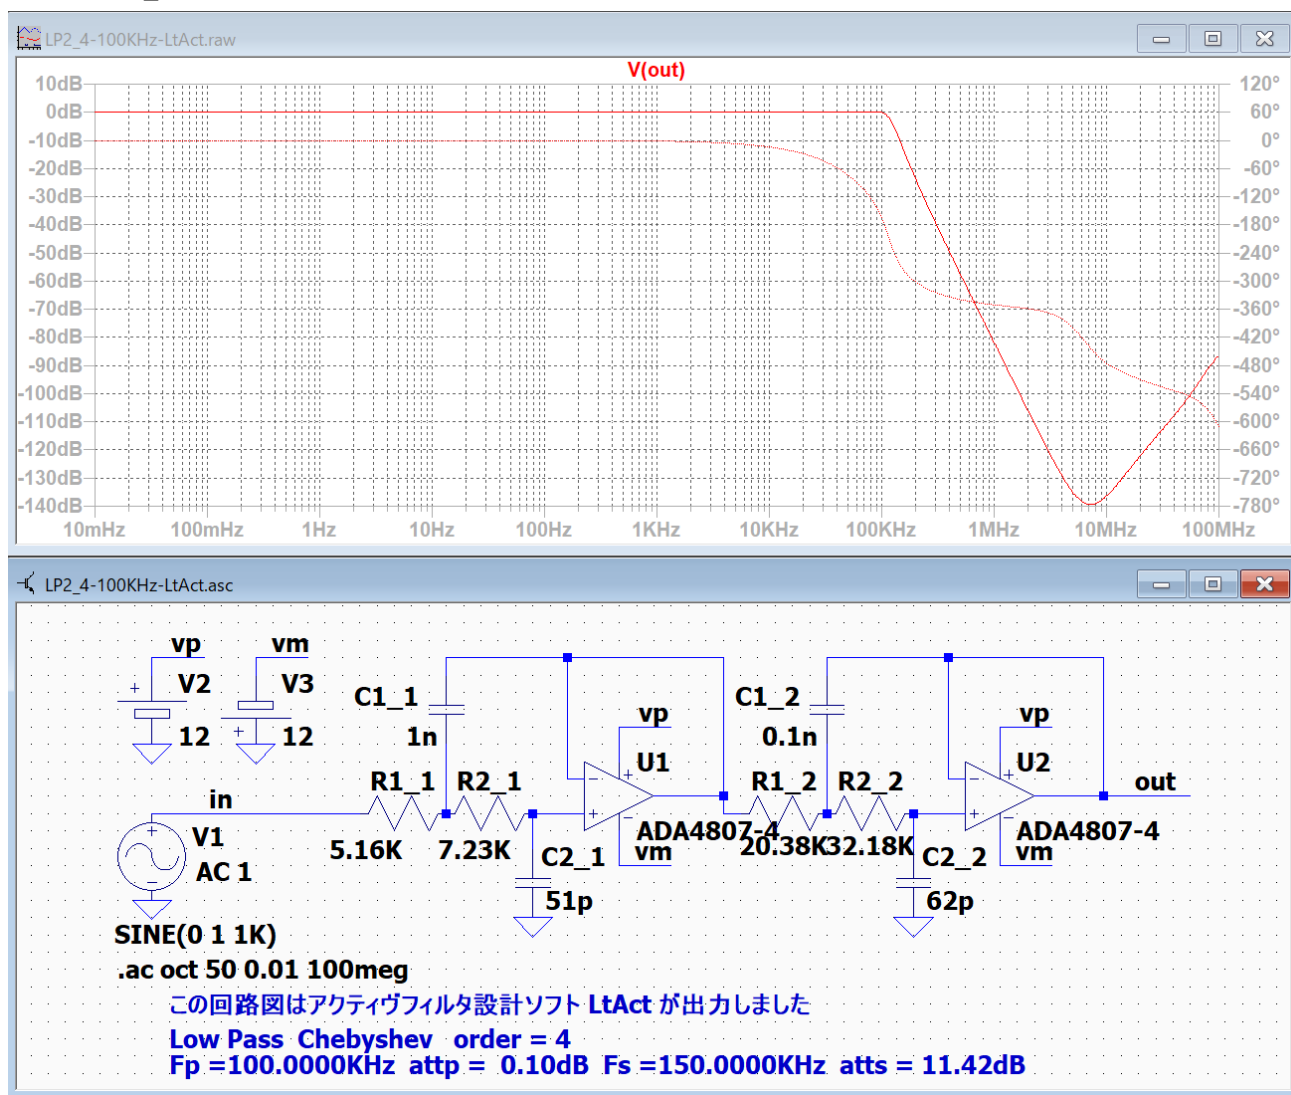 LP2_4-100KHz-LtAct.raw
V(out)
10dB
0dB
-10dB
-20dB
-30dB
-40dB
-50dB
-60dB
-70dB
-80dB
-90dB
-100dB
-110dB
-120dB
-130dB
-140dB
120°
60°
0°
-60°
-120°
-180°
-240°
-300°
-360°
-420°
-480°
-540°
-600°
-660°
-720°
-780°
10mHz 100mHz 1Hz 10Hz 100Hz 1KHz 10KHz 100KHz 1MHz 10MHz 100MHz
LP2_4-100KHz-LtAct.asc
vp vm
V2 V3
12 12
C1_1
1n
C1_2
0.1n
vp
U1
vp
U2
R1_1 R2_1
R1_2 R2_2
in
out
V1
AC 1
5.16K 7.23K
ADA4807-4
vm
20.38K 32.18K
ADA4807-4
vm
C2_1
51p
C2_2
62p
SINE(0 1 1K)
.ac oct 50 0.01 100meg
この回路図はアクティヴフィルタ設計ソフト LtAct が出力しました
Low Pass Chebyshev order = 4
Fp =100.0000KHz attp = 0.10dB Fs =150.0000KHz atts = 11.42dB